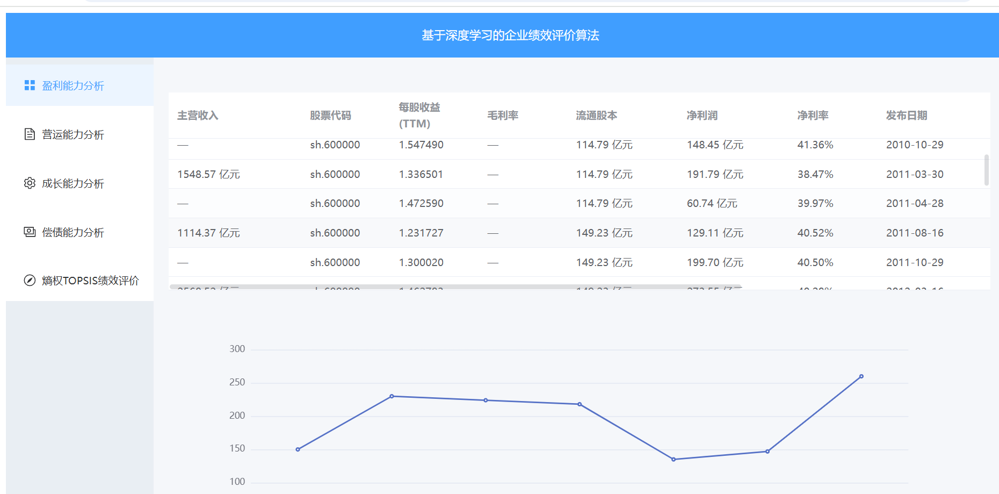 基于深度学习的企业绩效评价算法
盈利能力分析
营运能力分析
成长能力分析
偿债能力分析
熵权TOPSIS绩效评价
主营收入 股票代码 每股收益(TTM) 毛利率 流通股本 净利润 净利率 发布日期
— sh.600000 1.547490 — 114.79 亿元 148.45 亿元 41.36% 2010-10-29
1548.57 亿元 sh.600000 1.336501 — 114.79 亿元 191.79 亿元 38.47% 2011-03-30
— sh.600000 1.472590 — 114.79 亿元 60.74 亿元 39.97% 2011-04-28
1114.37 亿元 sh.600000 1.231727 — 149.23 亿元 129.11 亿元 40.52% 2011-08-16
— sh.600000 1.300020 — 149.23 亿元 199.70 亿元 40.50% 2011-10-29
300
250
200
150
100